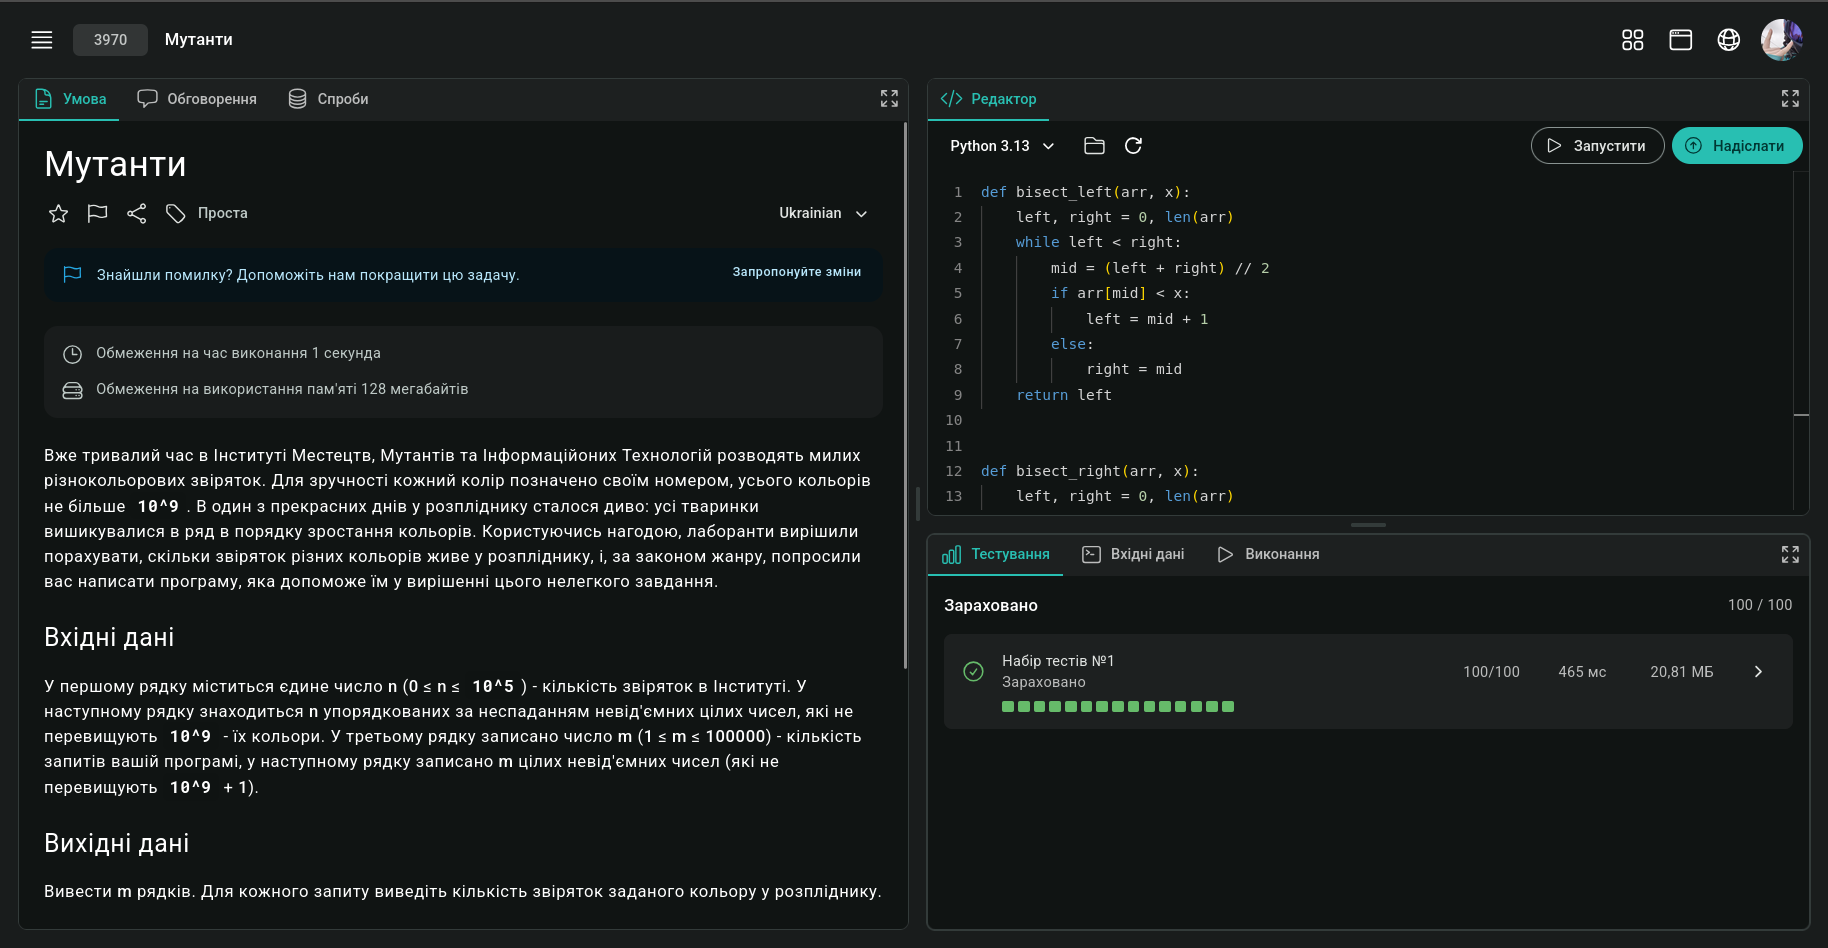 3970
Мутанти
Умова
Обговорення
Спроби
Мутанти
Проста
Ukrainian
Знайшли помилку? Допоможіть нам покращити цю задачу.
Запропонуйте зміни
Обмеження на час виконання 1 секунда
Обмеження на використання пам'яті 128 мегабайтів
Вже тривалий час в Інституті Местецтв, Мутантів та Інформаційоних Технологій розводять милих
різнокольорових звіряток. Для зручності кожний колір позначено своїм номером, усього кольорів
не більше 10^9 . В один з прекрасних днів у розпліднику сталося диво: усі тваринки
вишикувалися в ряд в порядку зростання кольорів. Користуючись нагодою, лаборанти вирішили
порахувати, скільки звіряток різних кольорів живе у розпліднику, і, за законом жанру, попросили
вас написати програму, яка допоможе їм у вирішенні цього нелегкого завдання.
Вхідні дані
У першому рядку міститься єдине число n (0 ≤ n ≤ 10^5 ) - кількість звіряток в Інституті. У
наступному рядку знаходиться n упорядкованих за неспаданням невід'ємних цілих чисел, які не
перевищують 10^9 - їх кольори. У третьому рядку записано число m (1 ≤ m ≤ 100000) - кількість
запитів вашій програмі, у наступному рядку записано m цілих невід'ємних чисел (які не
перевищують 10^9 + 1).
Вихідні дані
Вивести m рядків. Для кожного запиту виведіть кількість звіряток заданого кольору у розпліднику.
Редактор
Python 3.13
Запустити
Надіслати
1 def bisect_left(arr, x):
2 left, right = 0, len(arr)
3 while left < right:
4 mid = (left + right) // 2
5 if arr[mid] < x:
6 left = mid + 1
7 else:
8 right = mid
9 return left
10
11
12 def bisect_right(arr, x):
13 left, right = 0, len(arr)
Тестування
Вхідні дані
Виконання
Зараховано
100 / 100
Набір тестів №1
Зараховано
100/100
465 мс
20,81 МБ